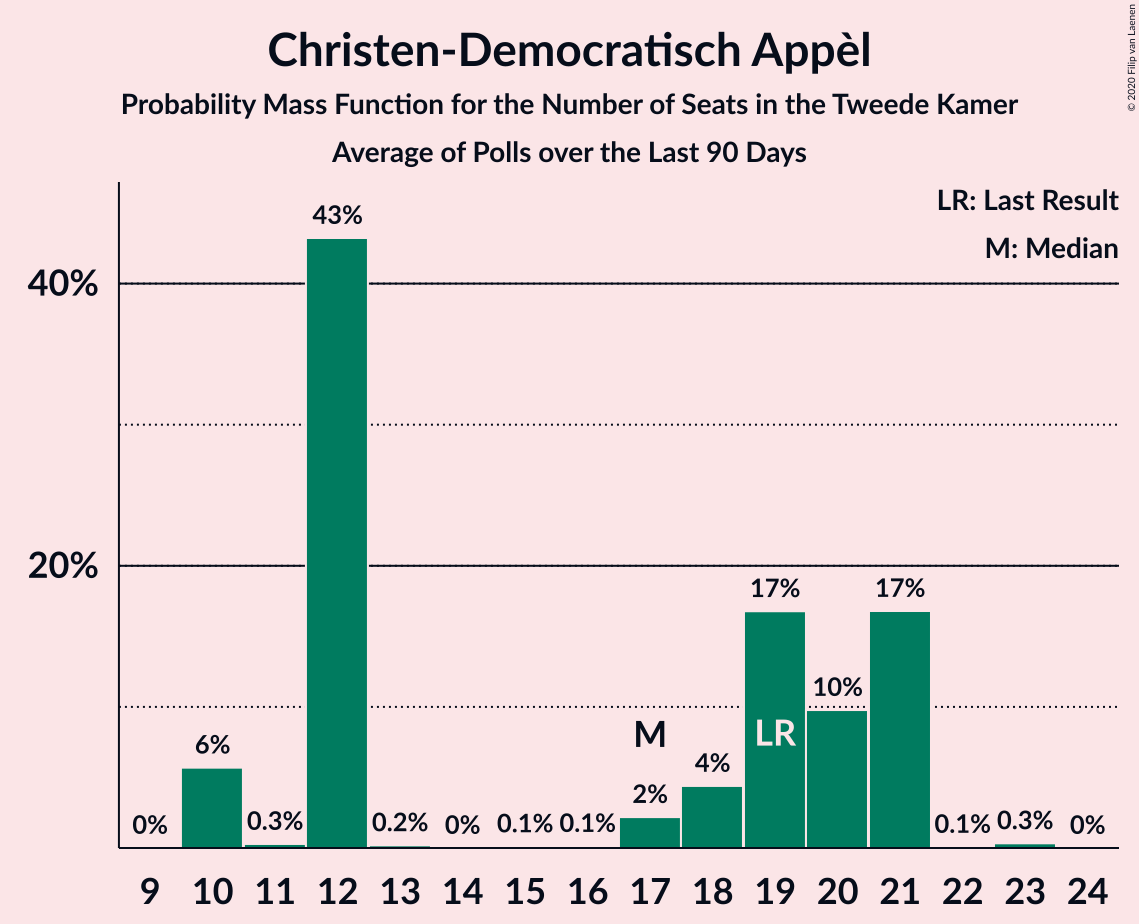 Christen-Democratisch Appèl
Probability Mass Function for the Number of Seats in the Tweede Kamer
Average of Polls over the Last 90 Days
© 2020 Filip van Laenen
LR: Last Result
M: Median
43%
40%
20%
17% 17%
10%
LR
M
6%
4%
2%
0% 0.3% 0.2% 0% 0.1% 0.1% 0.1% 0.3% 0%
9 10 11 12 13 14 15 16 17 18 19 20 21 22 23 24